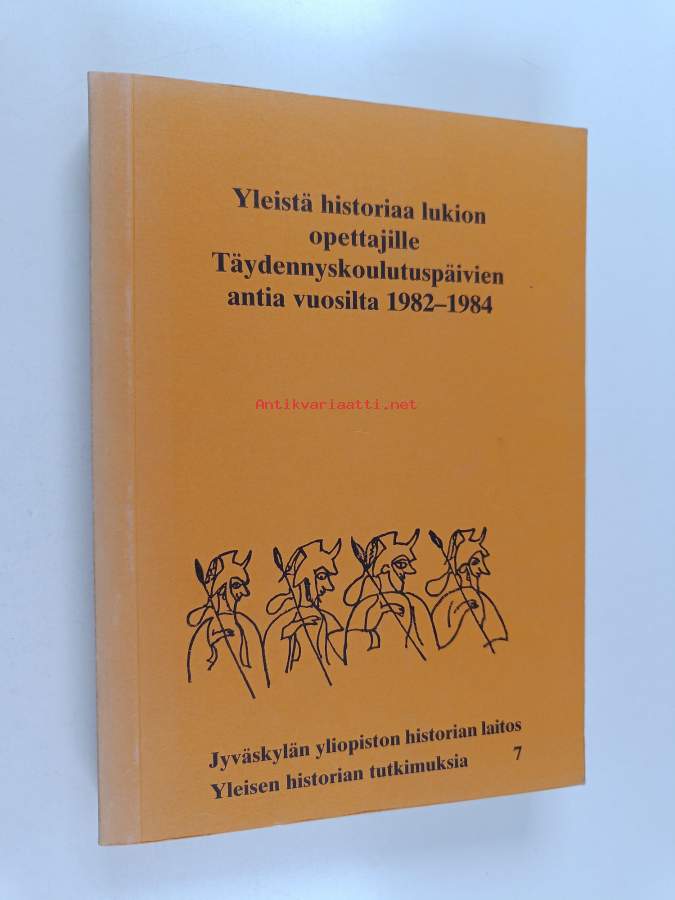 Yleistä historiaa lukion
opettajille
Täydennyskoulutuspäivien
antia vuosilta 1982–1984
Antikvariaatti.net
Jyväskylän yliopiston historian laitos
Yleisen historian tutkimuksia 7